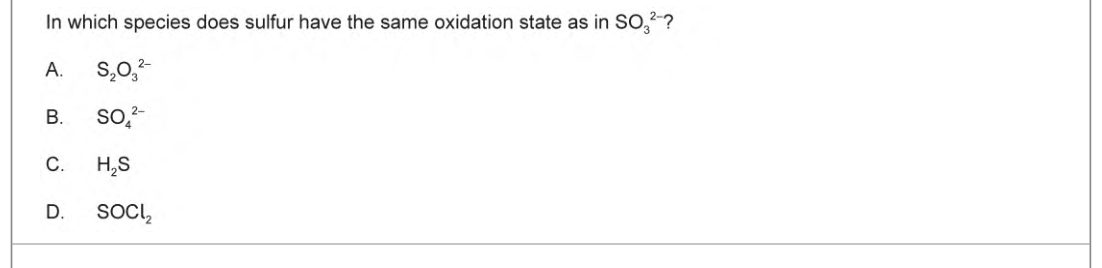 In which species does sulfur have the same oxidation state as in SO₃²⁻?
A. S₂O₃²⁻
B. SO₄²⁻
C. H₂S
D. SOCl₂